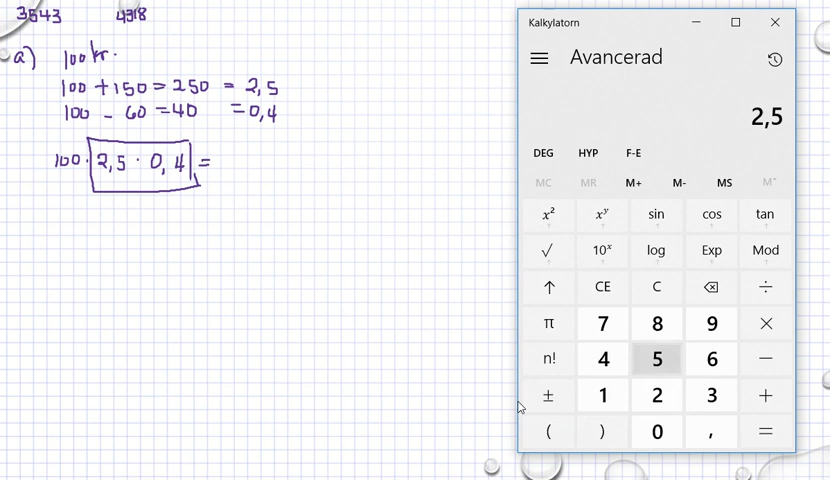 3543 4318
a) 100 kr.
100 + 150 = 250 = 2,5
100 - 60 = 40 = 0,4
100 · 2,5 · 0,4 =
Kalkylatorn
Avancerad
2,5
DEG HYP F-E
MC MR M+ M- MS M˅
x² xʸ sin cos tan
√ 10ˣ log Exp Mod
↑ CE C ⌫ ÷
π 7 8 9 ×
n! 4 5 6 −
± 1 2 3 +
( ) 0 , =